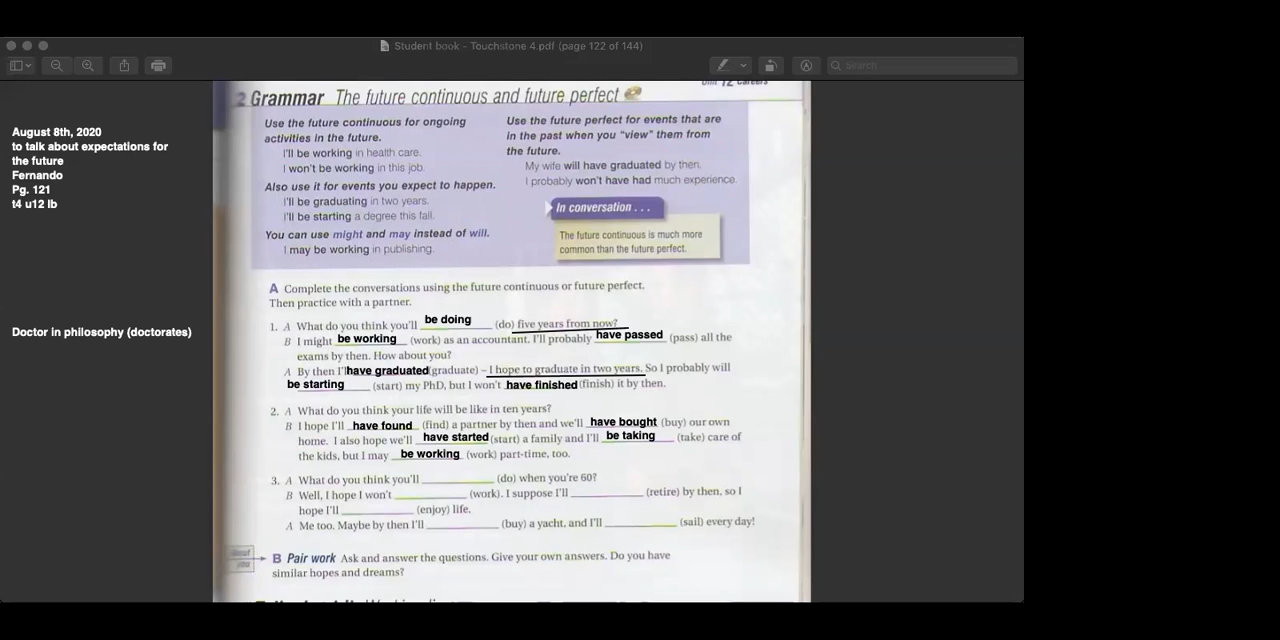 Student book - Touchstone 4.pdf (page 122 of 144)
Search
Unit 12 Careers
2 Grammar The future continuous and future perfect
August 8th, 2020
to talk about expectations for
the future
Fernando
Pg. 121
t4 u12 lb
Doctor in philosophy (doctorates)
Use the future continuous for ongoing
activities in the future.
I'll be working in health care.
I won't be working in this job.
Also use it for events you expect to happen.
I'll be graduating in two years.
I'll be starting a degree this fall.
You can use might and may instead of will.
I may be working in publishing.
Use the future perfect for events that are
in the past when you "view" them from
the future.
My wife will have graduated by then.
I probably won't have had much experience.
In conversation . . .
The future continuous is much more
common than the future perfect.
A Complete the conversations using the future continuous or future perfect.
Then practice with a partner.
1. A What do you think you'll be doing (do) five years from now?
B I might be working (work) as an accountant. I'll probably have passed (pass) all the
exams by then. How about you?
A By then I'll have graduated (graduate) – I hope to graduate in two years. So I probably will
be starting (start) my PhD, but I won't have finished (finish) it by then.
2. A What do you think your life will be like in ten years?
B I hope I'll have found (find) a partner by then and we'll have bought (buy) our own
home. I also hope we'll have started (start) a family and I'll be taking (take) care of
the kids, but I may be working (work) part-time, too.
3. A What do you think you'll ____ (do) when you're 60?
B Well, I hope I won't ____ (work). I suppose I'll ____ (retire) by then, so I
hope I'll ____ (enjoy) life.
A Me too. Maybe by then I'll ____ (buy) a yacht, and I'll ____ (sail) every day!
About
you
B Pair work Ask and answer the questions. Give your own answers. Do you have
similar hopes and dreams?